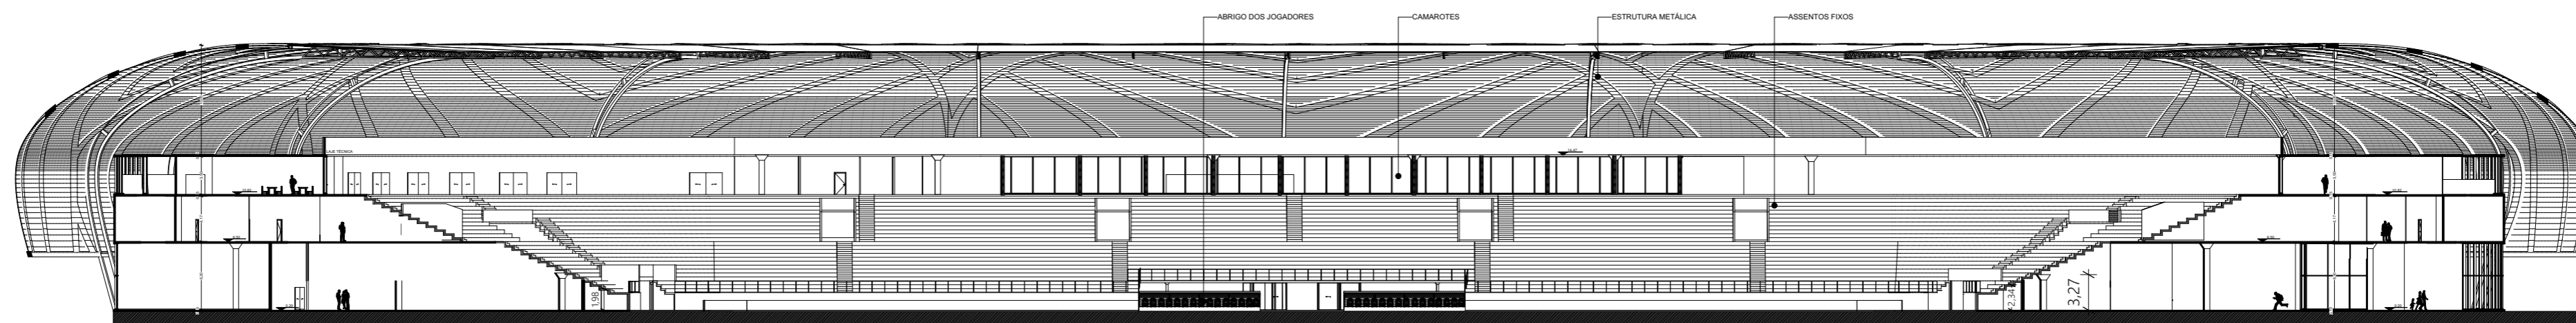 ABRIGO DOS JOGADORES
CAMAROTES
ESTRUTURA METÁLICA
ASSENTOS FIXOS
LAJE TÉCNICA
1,98
2,34
3,27